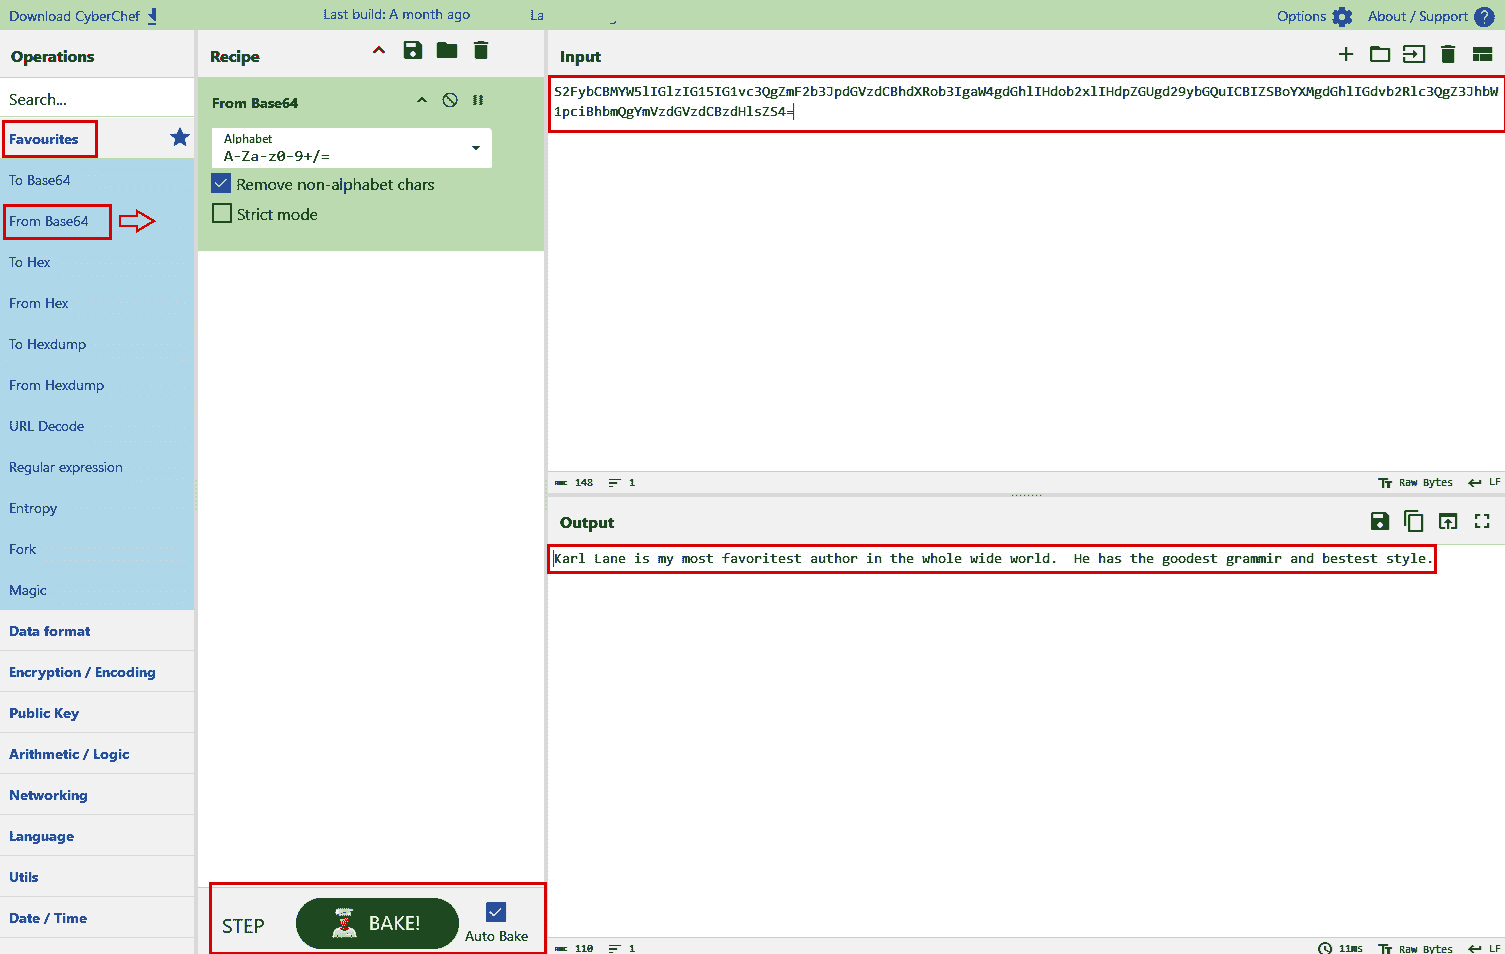 Download CyberChef
Last build: A month ago
La
Options
About / Support
?
Operations
Recipe
Input
Search...
From Base64
S2FybCBMYW5lIGlzIG15IG1vc3QgZmF2b3JpdGVzdCBhdXRob3IgaW4gdGhlIHdob2xlIHdpZGUgd29ybGQuICBIZSBoYXMgdGhlIGdvb2Rlc3QgZ3JhbW
1pciBhbmQgYmVzdGVzdCBzdHlsZS4=
Favourites
Alphabet
A-Za-z0-9+/=
To Base64
Remove non-alphabet chars
From Base64
Strict mode
To Hex
From Hex
To Hexdump
From Hexdump
URL Decode
Regular expression
148
1
Raw Bytes
LF
Entropy
Output
Fork
Karl Lane is my most favoritest author in the whole wide world.  He has the goodest grammir and bestest style.
Magic
Data format
Encryption / Encoding
Public Key
Arithmetic / Logic
Networking
Language
Utils
Date / Time
STEP
BAKE!
Auto Bake
110
1
11ms
Raw Bytes
LF